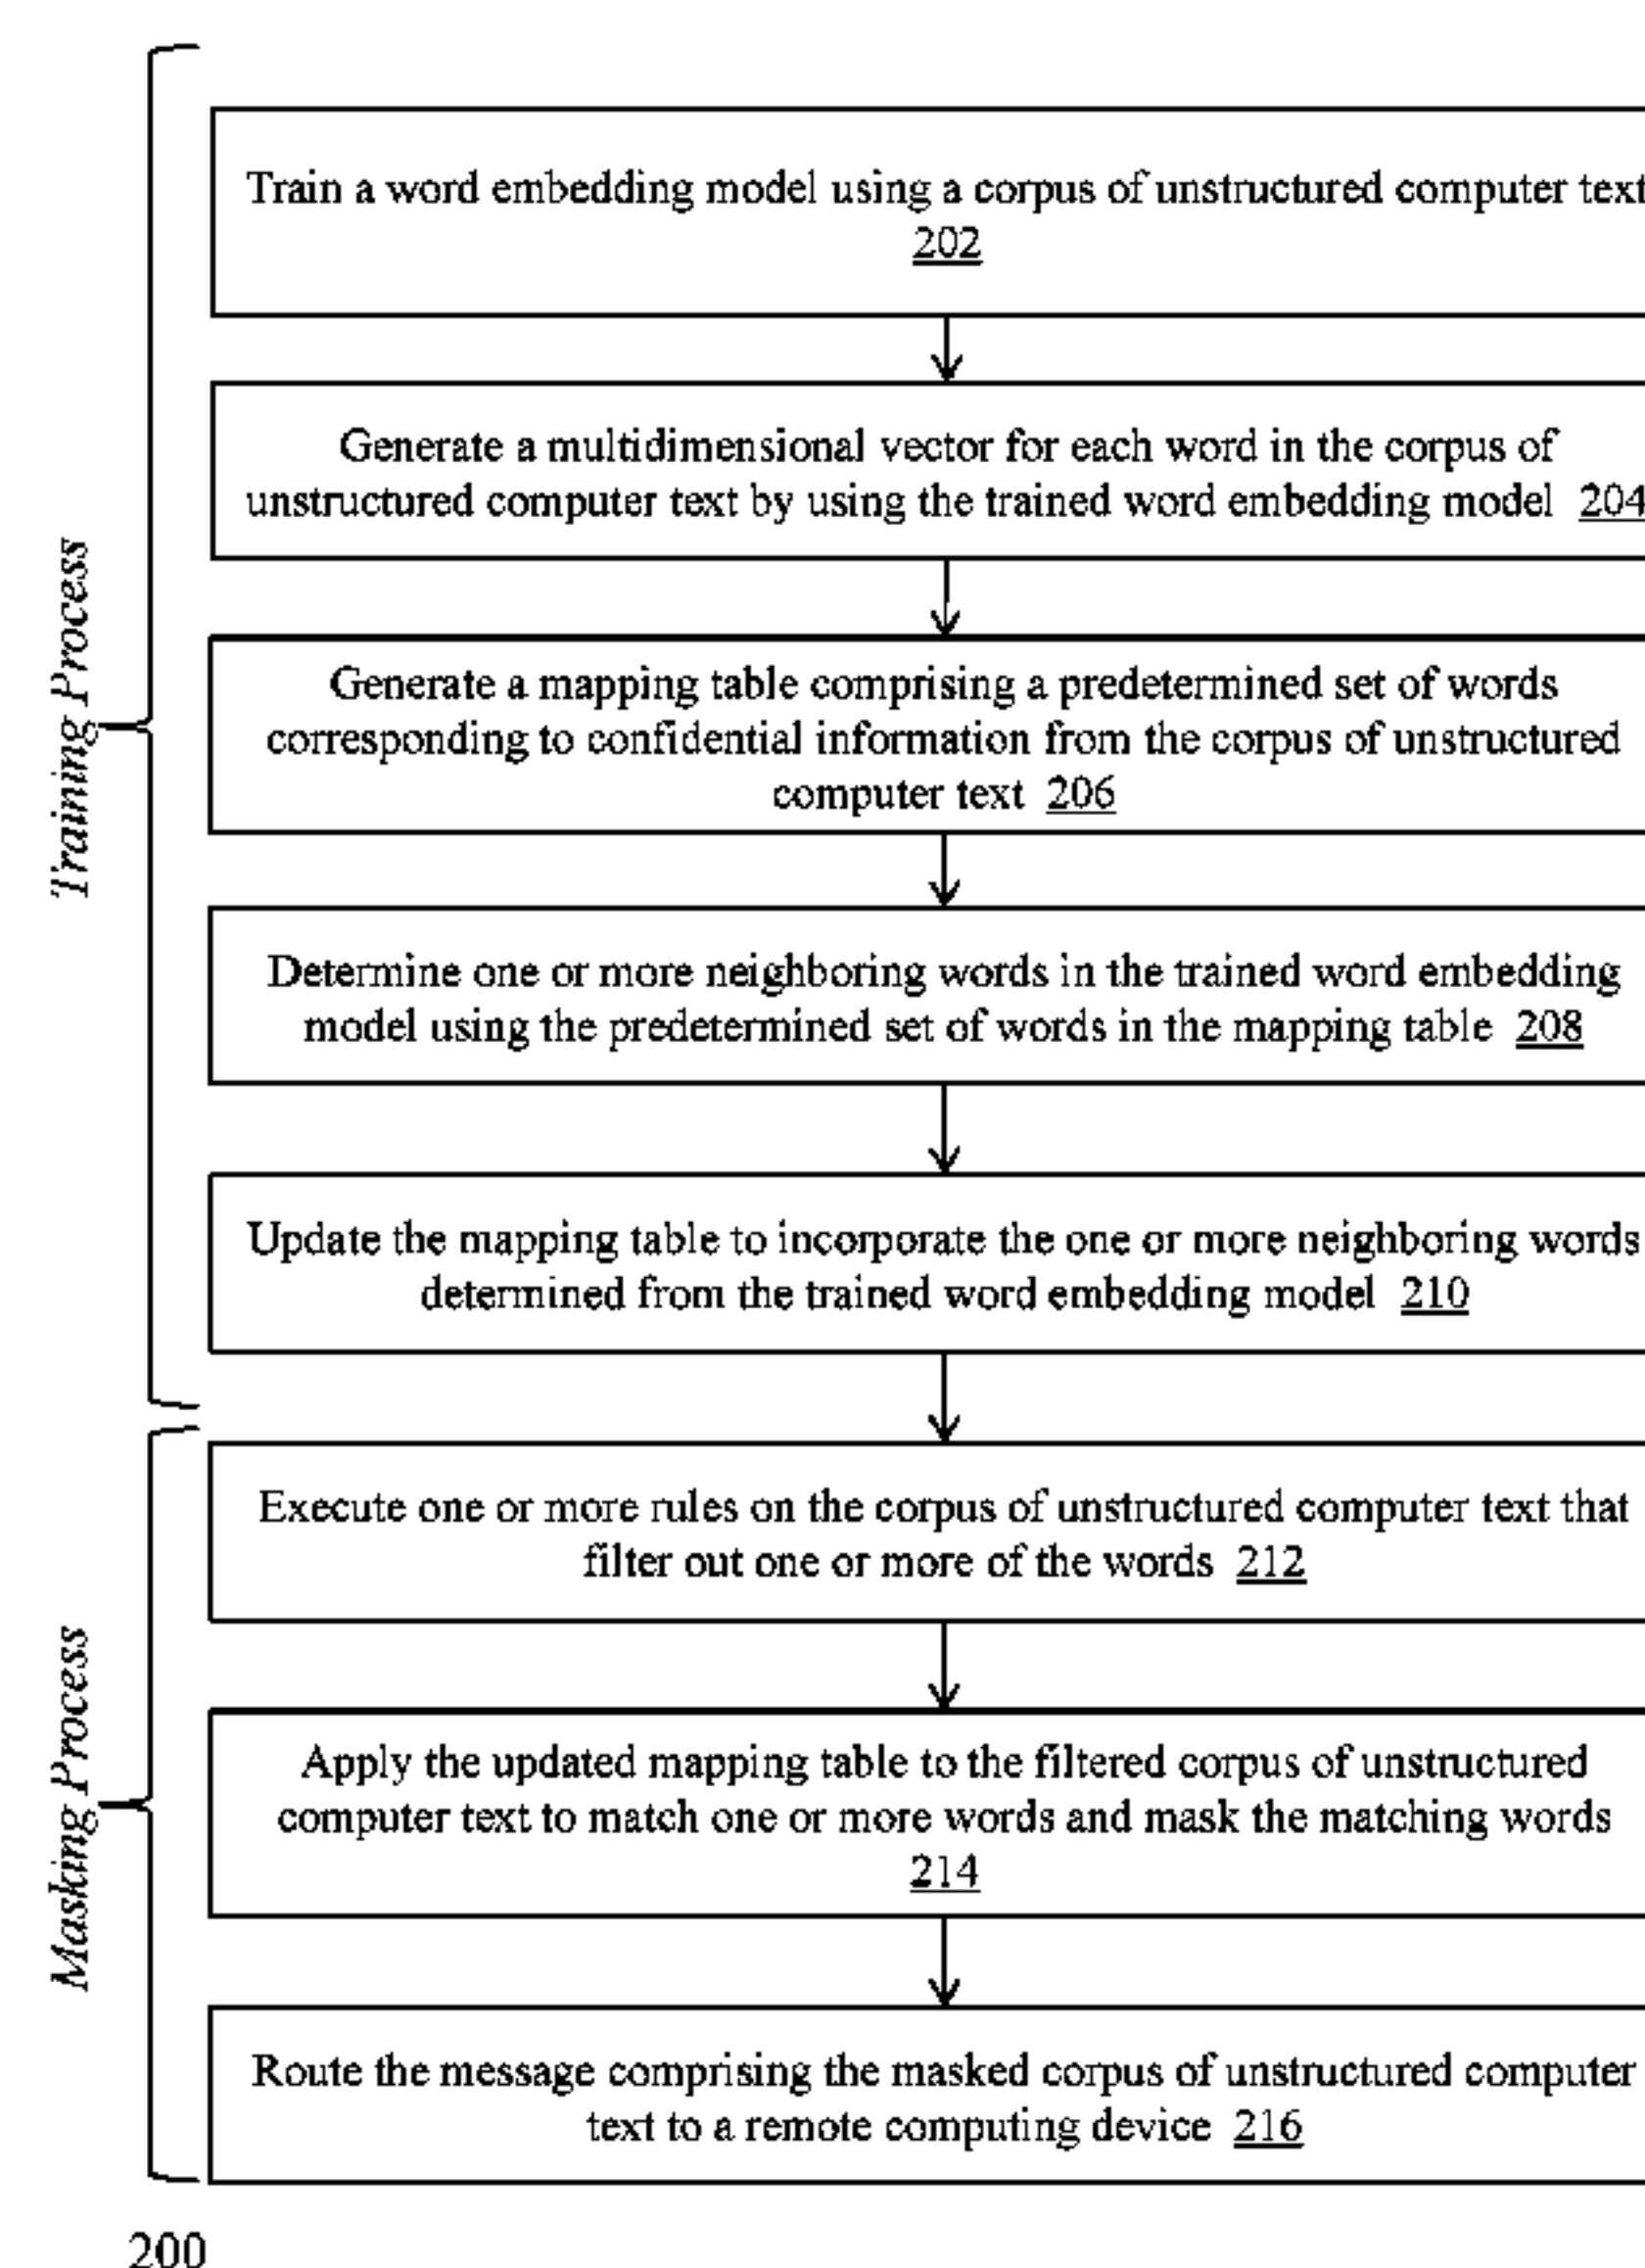 Train a word embedding model using a corpus of unstructured computer text
202
Generate a multidimensional vector for each word in the corpus of
unstructured computer text by using the trained word embedding model 204
Generate a mapping table comprising a predetermined set of words
corresponding to confidential information from the corpus of unstructured
computer text 206
Determine one or more neighboring words in the trained word embedding
model using the predetermined set of words in the mapping table 208
Update the mapping table to incorporate the one or more neighboring words
determined from the trained word embedding model 210
Training Process
Execute one or more rules on the corpus of unstructured computer text that
filter out one or more of the words 212
Apply the updated mapping table to the filtered corpus of unstructured
computer text to match one or more words and mask the matching words
214
Route the message comprising the masked corpus of unstructured computer
text to a remote computing device 216
Masking Process
200